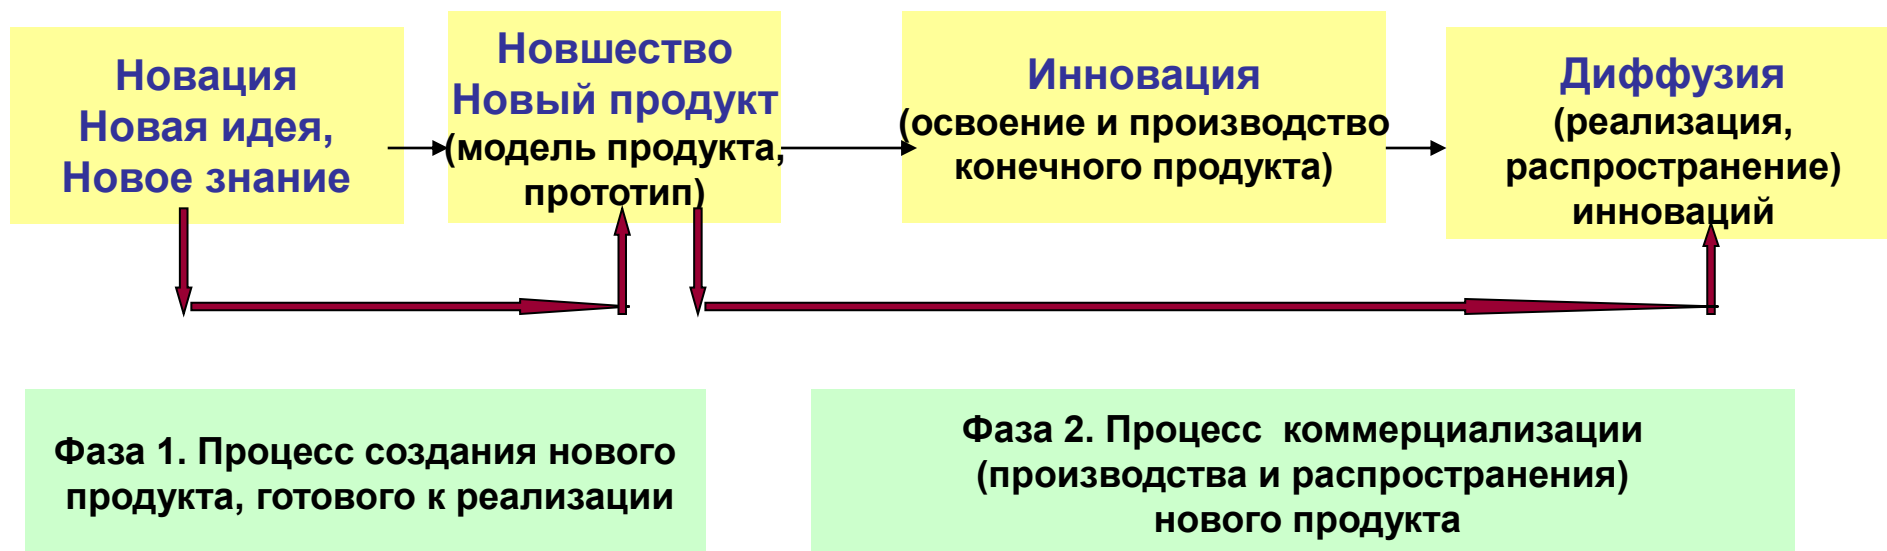 Новация
Новая идея,
Новое знание
Новшество
Новый продукт
(модель продукта,
прототип)
Инновация
(освоение и производство
конечного продукта)
Диффузия
(реализация,
распространение)
инноваций
Фаза 1. Процесс создания нового
продукта, готового к реализации
Фаза 2. Процесс коммерциализации
(производства и распространения)
нового продукта